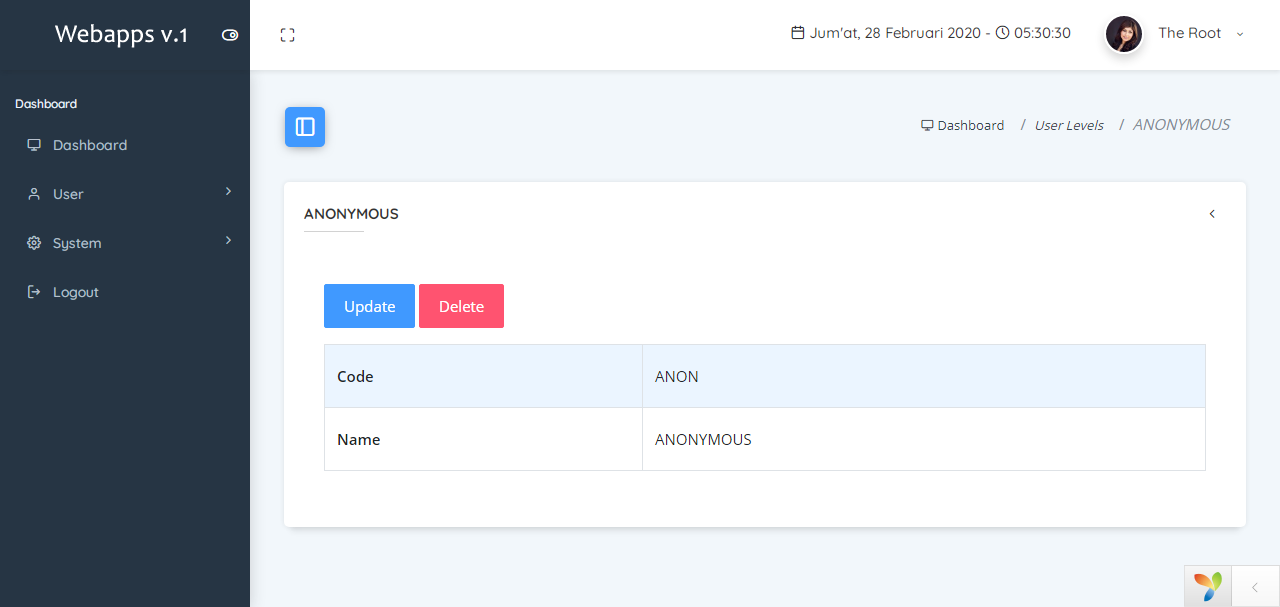 Webapps v.1
Jum'at, 28 Februari 2020 - 05:30:30
The Root
Dashboard
Dashboard
User
System
Logout
Dashboard / User Levels / ANONYMOUS
ANONYMOUS
Update
Delete
Code ANON
Name ANONYMOUS